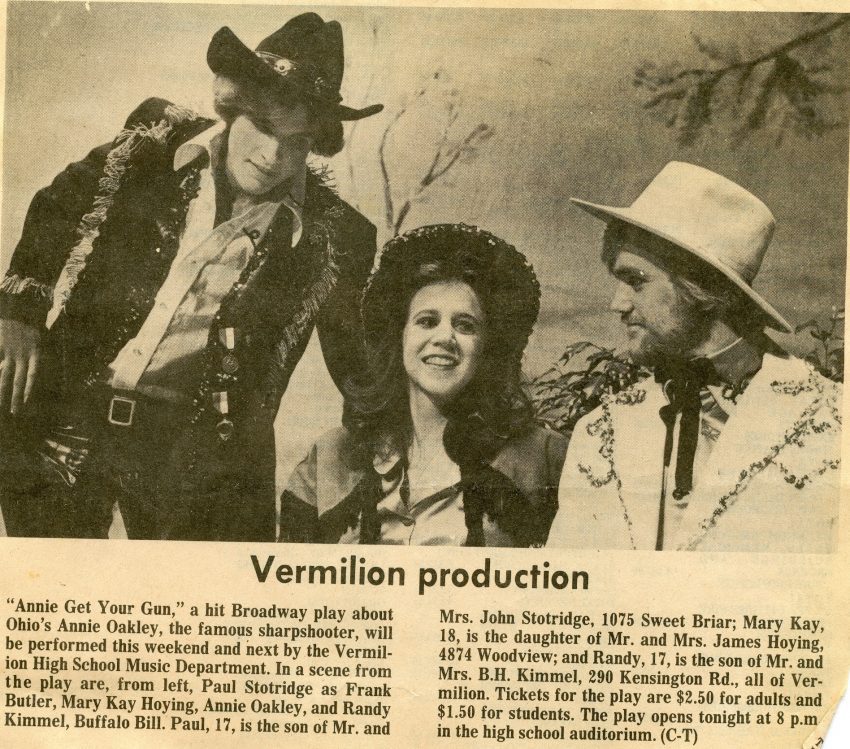 Vermilion production
"Annie Get Your Gun," a hit Broadway play about
Ohio's Annie Oakley, the famous sharpshooter, will
be performed this weekend and next by the Vermil-
ion High School Music Department. In a scene from
the play are, from left, Paul Stotridge as Frank
Butler, Mary Kay Hoying, Annie Oakley, and Randy
Kimmel, Buffalo Bill. Paul, 17, is the son of Mr. and
Mrs. John Stotridge, 1075 Sweet Briar; Mary Kay,
18, is the daughter of Mr. and Mrs. James Hoying,
4874 Woodview; and Randy, 17, is the son of Mr. and
Mrs. B.H. Kimmel, 290 Kensington Rd., all of Ver-
milion. Tickets for the play are $2.50 for adults and
$1.50 for students. The play opens tonight at 8 p.m
in the high school auditorium. (C-T)